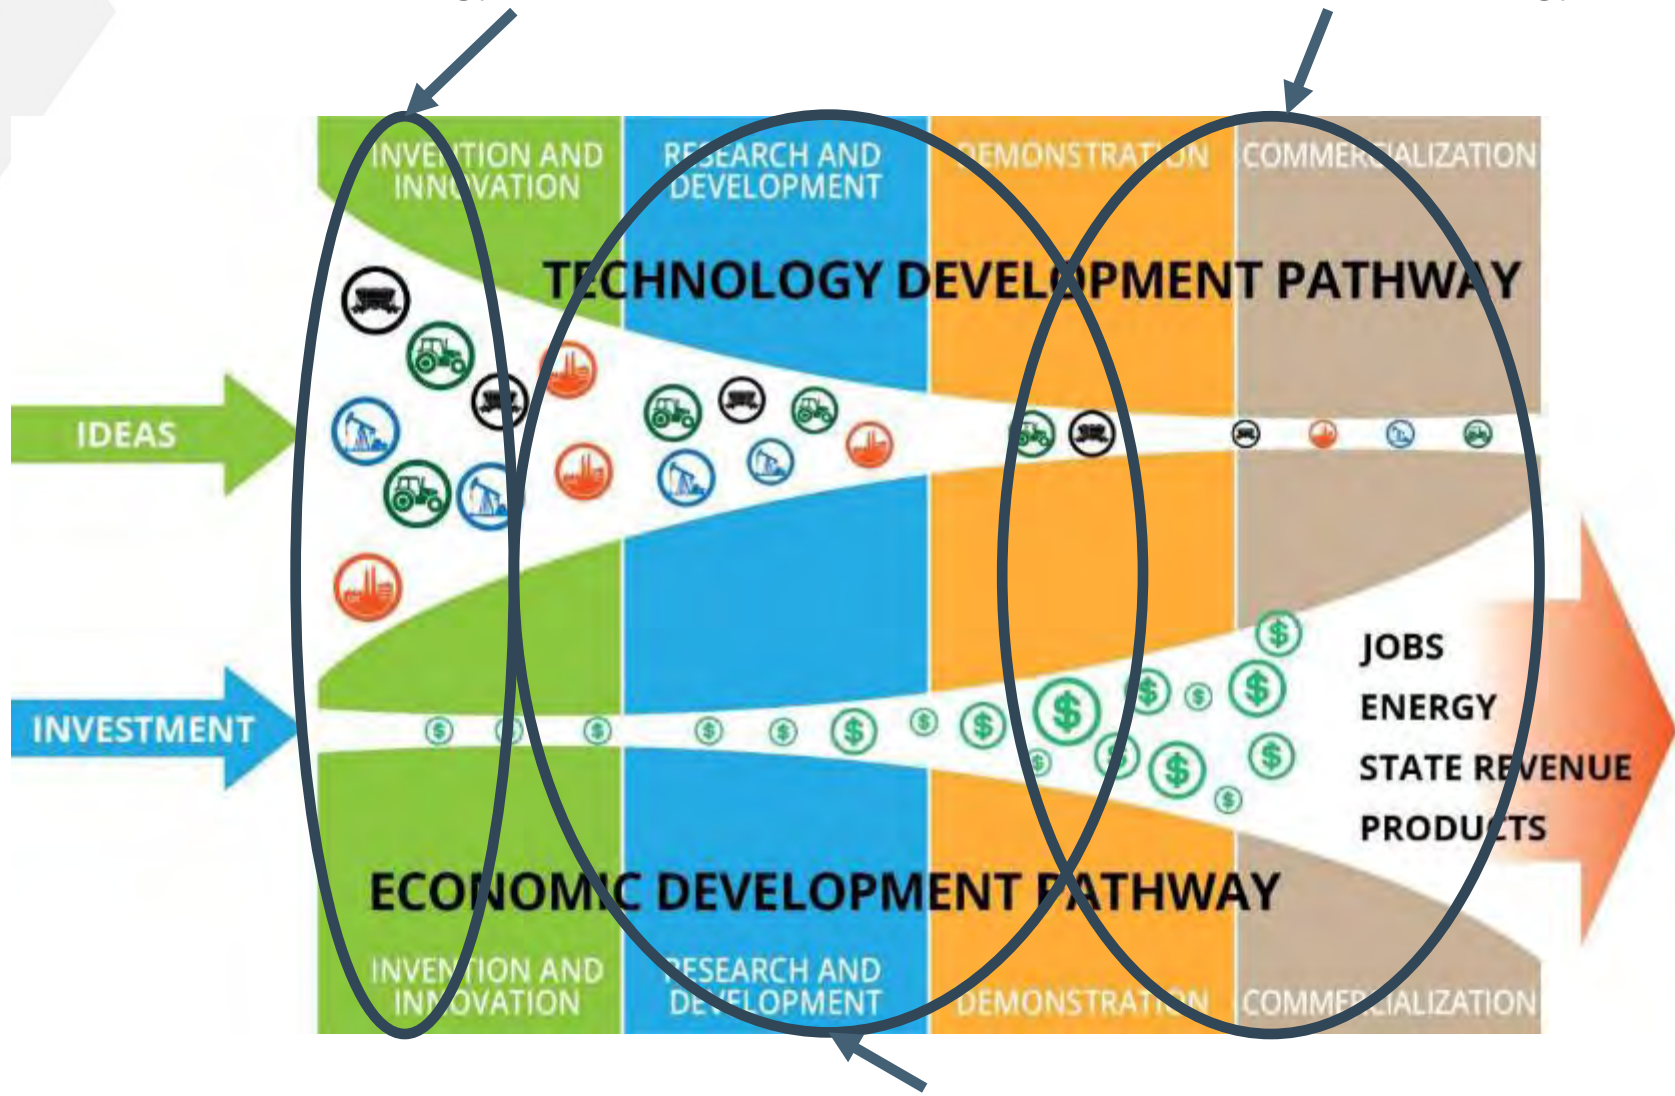 INVENTION AND
INNOVATION
RESEARCH AND
DEVELOPMENT
DEMONSTRATION
COMMERCIALIZATION
TECHNOLOGY DEVELOPMENT PATHWAY
IDEAS
INVESTMENT
JOBS
ENERGY
STATE REVENUE
PRODUCTS
ECONOMIC DEVELOPMENT PATHWAY
INVENTION AND
INNOVATION
RESEARCH AND
DEVELOPMENT
DEMONSTRATION
COMMERCIALIZATION